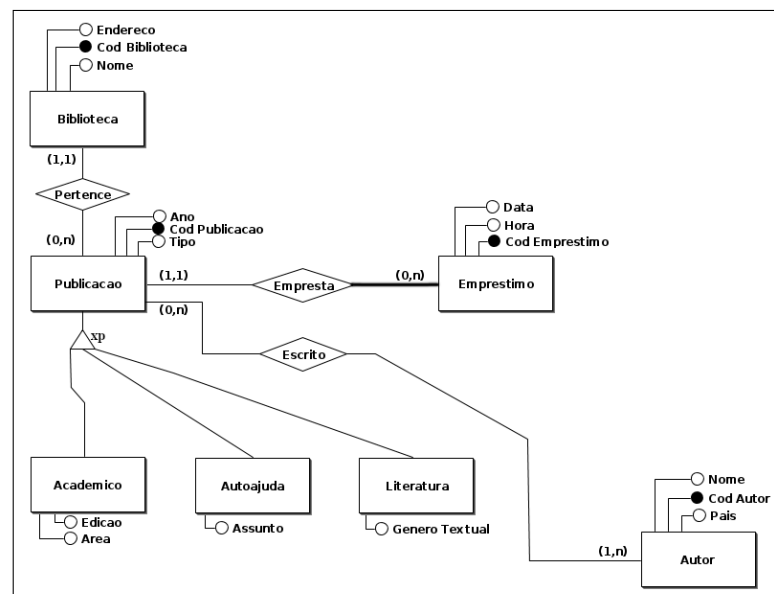 Endereco
Cod Biblioteca
Nome
Biblioteca
(1,1)
Pertence
(0,n)
Ano
Cod Publicacao
Tipo
Publicacao
(1,1)
(0,n)
Empresta
(0,n)
Data
Hora
Cod Emprestimo
Emprestimo
xp
Escrito
Academico
Edicao
Area
Autoajuda
Assunto
Literatura
Genero Textual
Nome
Cod Autor
Pais
(1,n)
Autor